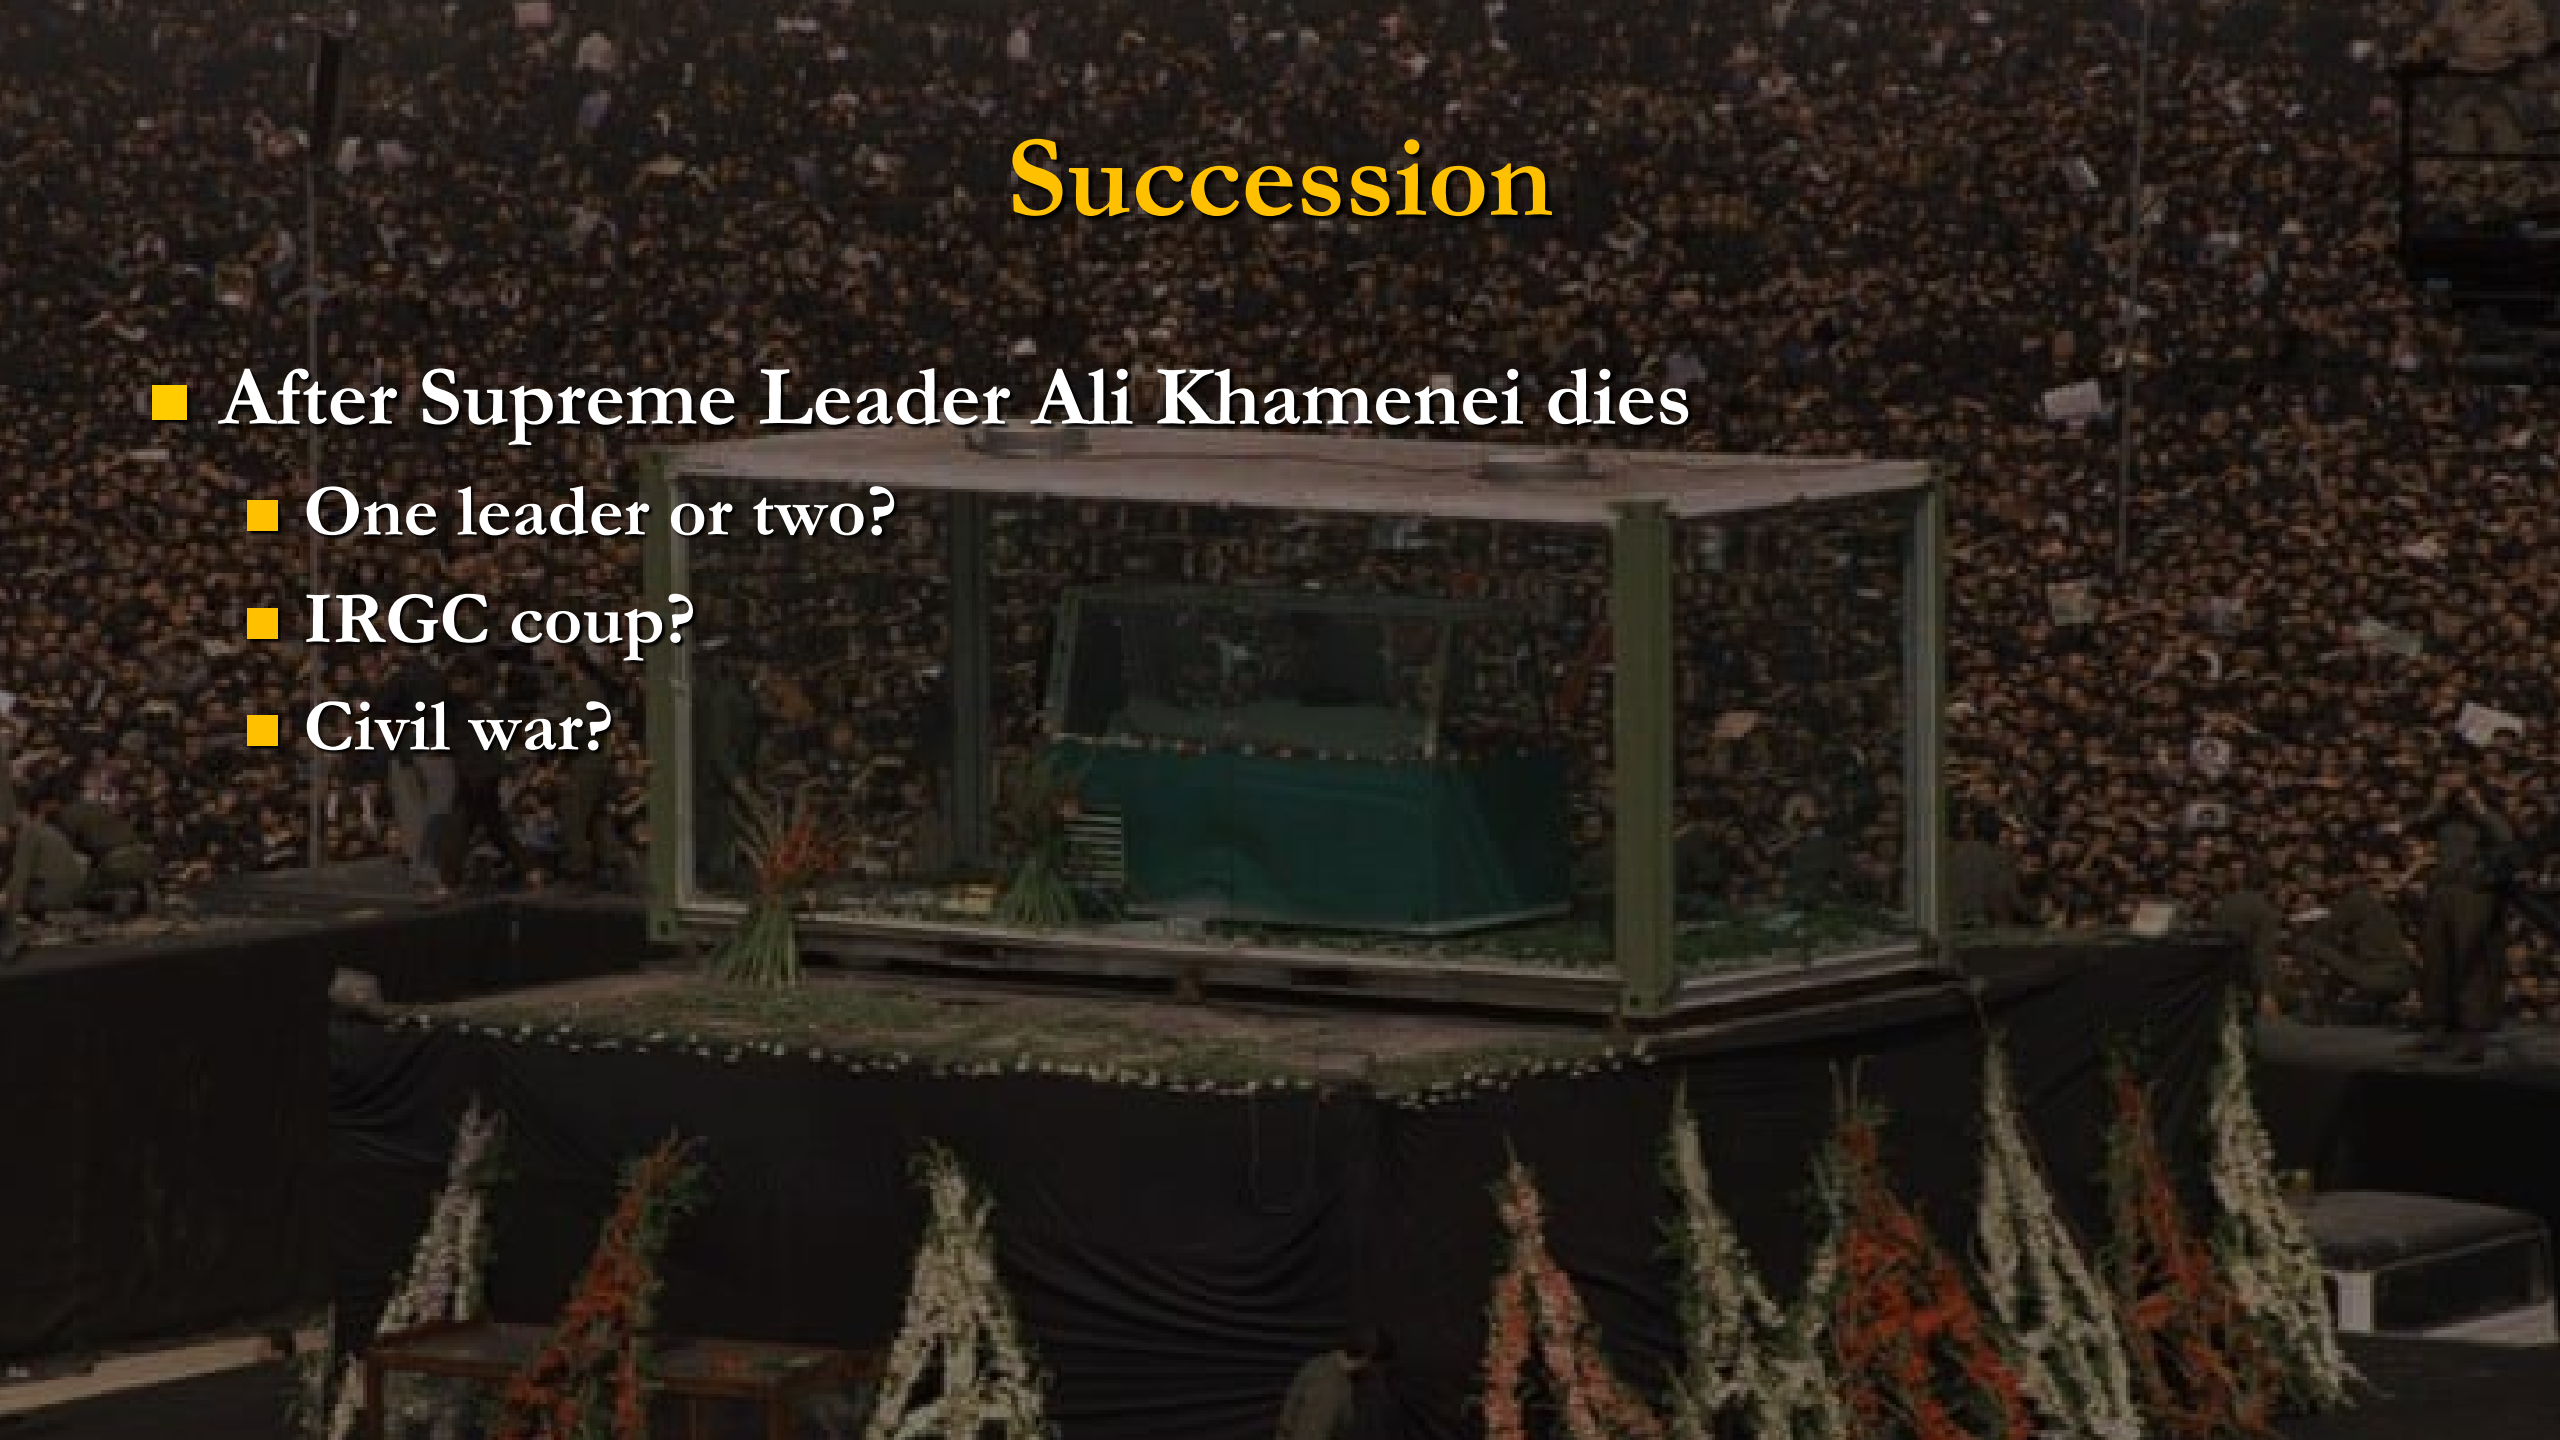 Succession
After Supreme Leader Ali Khamenei dies
One leader or two?
IRGC coup?
Civil war?